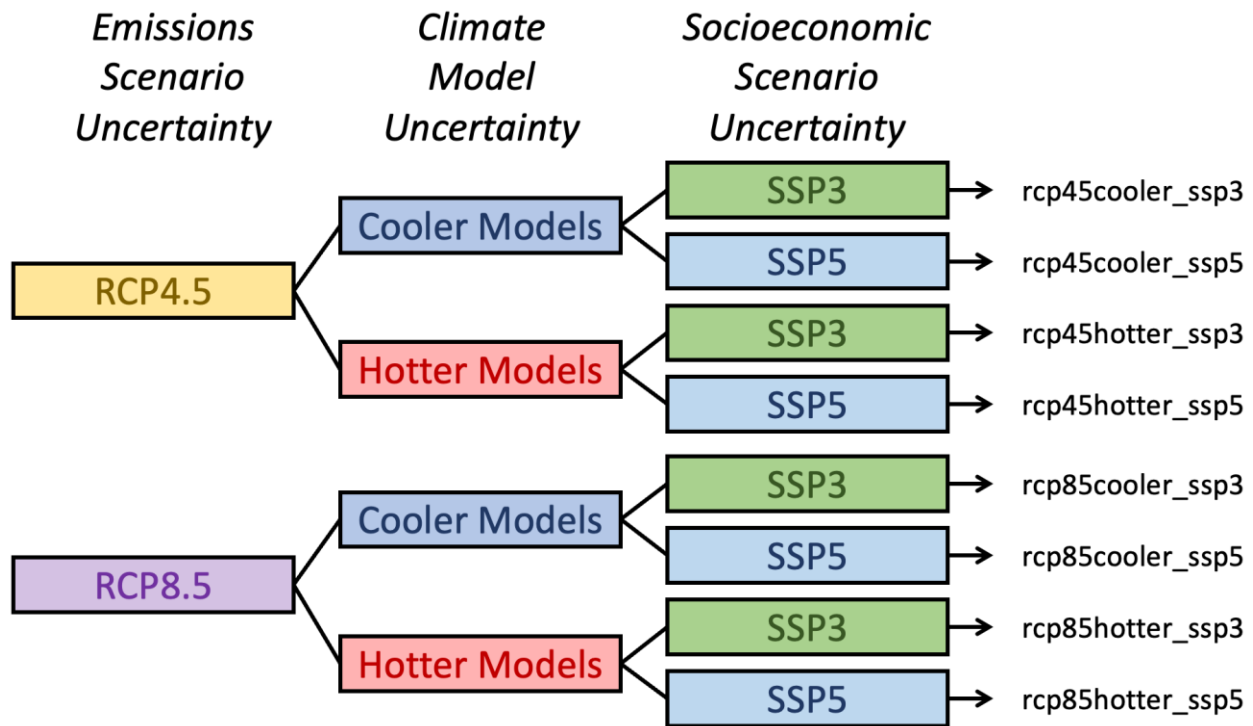 Emissions
Scenario
Uncertainty
Climate
Model
Uncertainty
Socioeconomic
Scenario
Uncertainty
RCP4.5
Cooler Models
SSP3
rcp45cooler_ssp3
SSP5
rcp45cooler_ssp5
Hotter Models
SSP3
rcp45hotter_ssp3
SSP5
rcp45hotter_ssp5
RCP8.5
Cooler Models
SSP3
rcp85cooler_ssp3
SSP5
rcp85cooler_ssp5
Hotter Models
SSP3
rcp85hotter_ssp3
SSP5
rcp85hotter_ssp5